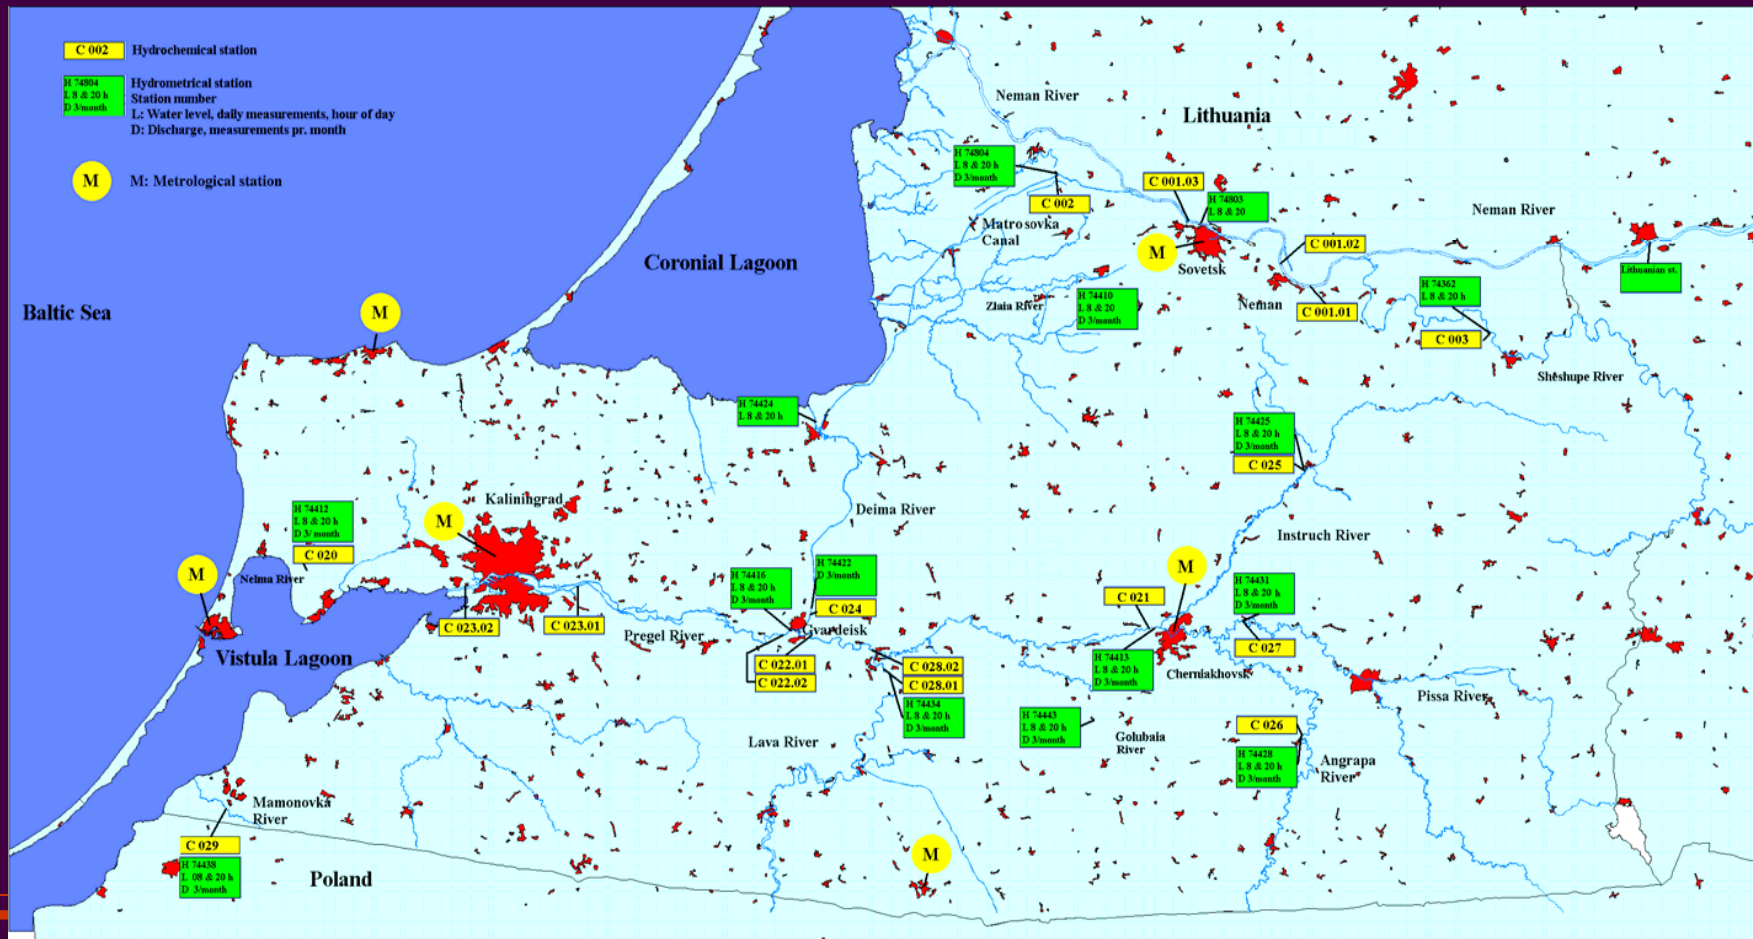 C 002
Hydrochemical station
H 74804
L 8 & 20 h
D 3/month
Hydrometrical station
Station number
L: Water level, daily measurements, hour of day
D: Discharge, measurements pr. month
M
M: Metrological station
Neman River
Lithuania
H 74804
L 8 & 20 h
D 3/month
C 002
C 001.03
H 74803
L 8 & 20
Neman River
Matrosovka
Canal
M
Sovetsk
C 001.02
Lithuanian st.
Coronial Lagoon
Zlaia River
H 74410
L 8 & 20
D 3/month
Neman
C 001.01
H 74362
L 8 & 20 h
C 003
Baltic Sea
M
Sheshupe River
H 74424
L 8 & 20 h
H 74425
L 8 & 20 h
D 3/month
C 025
Kaliningrad
M
H 74412
L 8 & 20 h
D 3/ month
C 020
Deima River
Instruch River
M
Nelma River
H 74416
L 8 & 20 h
D 3/month
H 74422
D 3/month
C 024
Gvardeisk
M
C 021
H 74431
L 8 & 20 h
D 3/month
C 027
C 023.02
C 023.01
Pregel River
Vistula Lagoon
C 022.01
C 022.02
C 028.02
C 028.01
H 74434
L 8 & 20 h
D 3/month
H 74413
L 8 & 20 h
D 3/month
Cherniakhovsk
Pissa River
Lava River
H 74443
L 8 & 20 h
D 3/month
Golubaia
River
C 026
H 74428
L 8 & 20 h
D 3/month
Angrapa
River
Mamonovka
River
C 029
H 74438
L 08 & 20 h
D 3/month
Poland
M